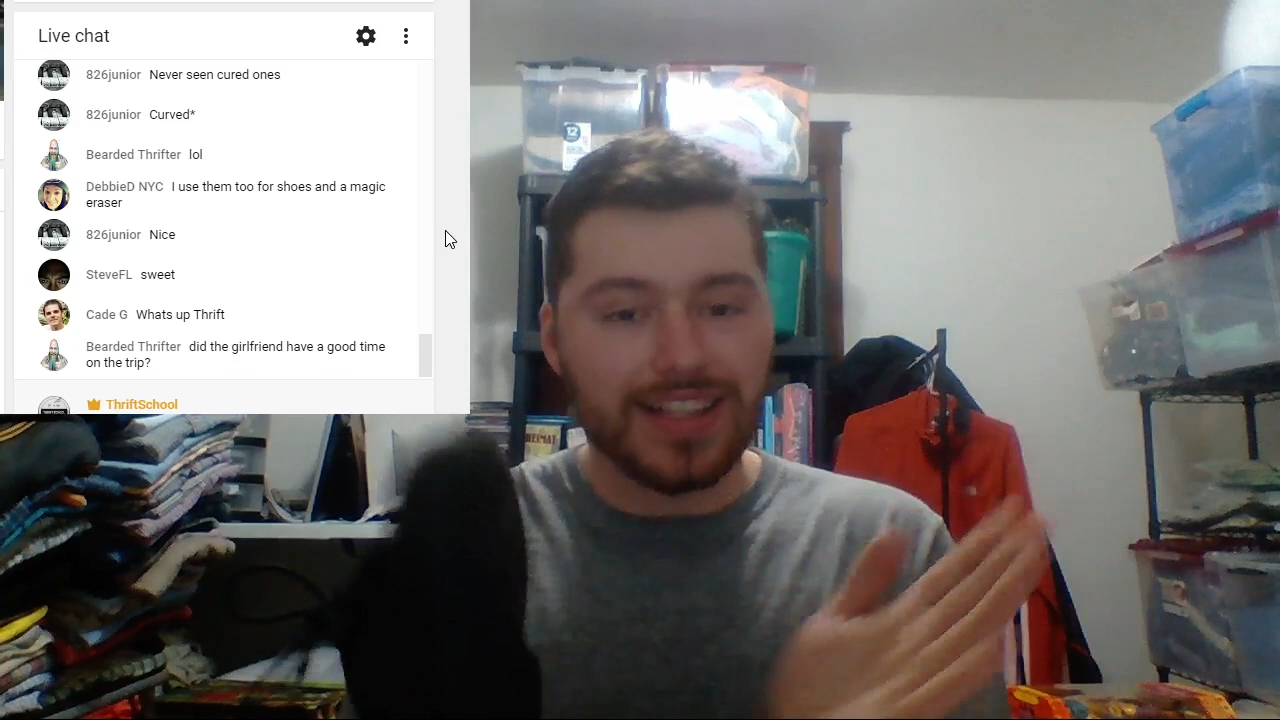 Live chat
826junior Never seen cured ones
826junior Curved*
Bearded Thrifter lol
DebbieD NYC I use them too for shoes and a magic
eraser
826junior Nice
SteveFL sweet
Cade G Whats up Thrift
Bearded Thrifter did the girlfriend have a good time
on the trip?
ThriftSchool
12